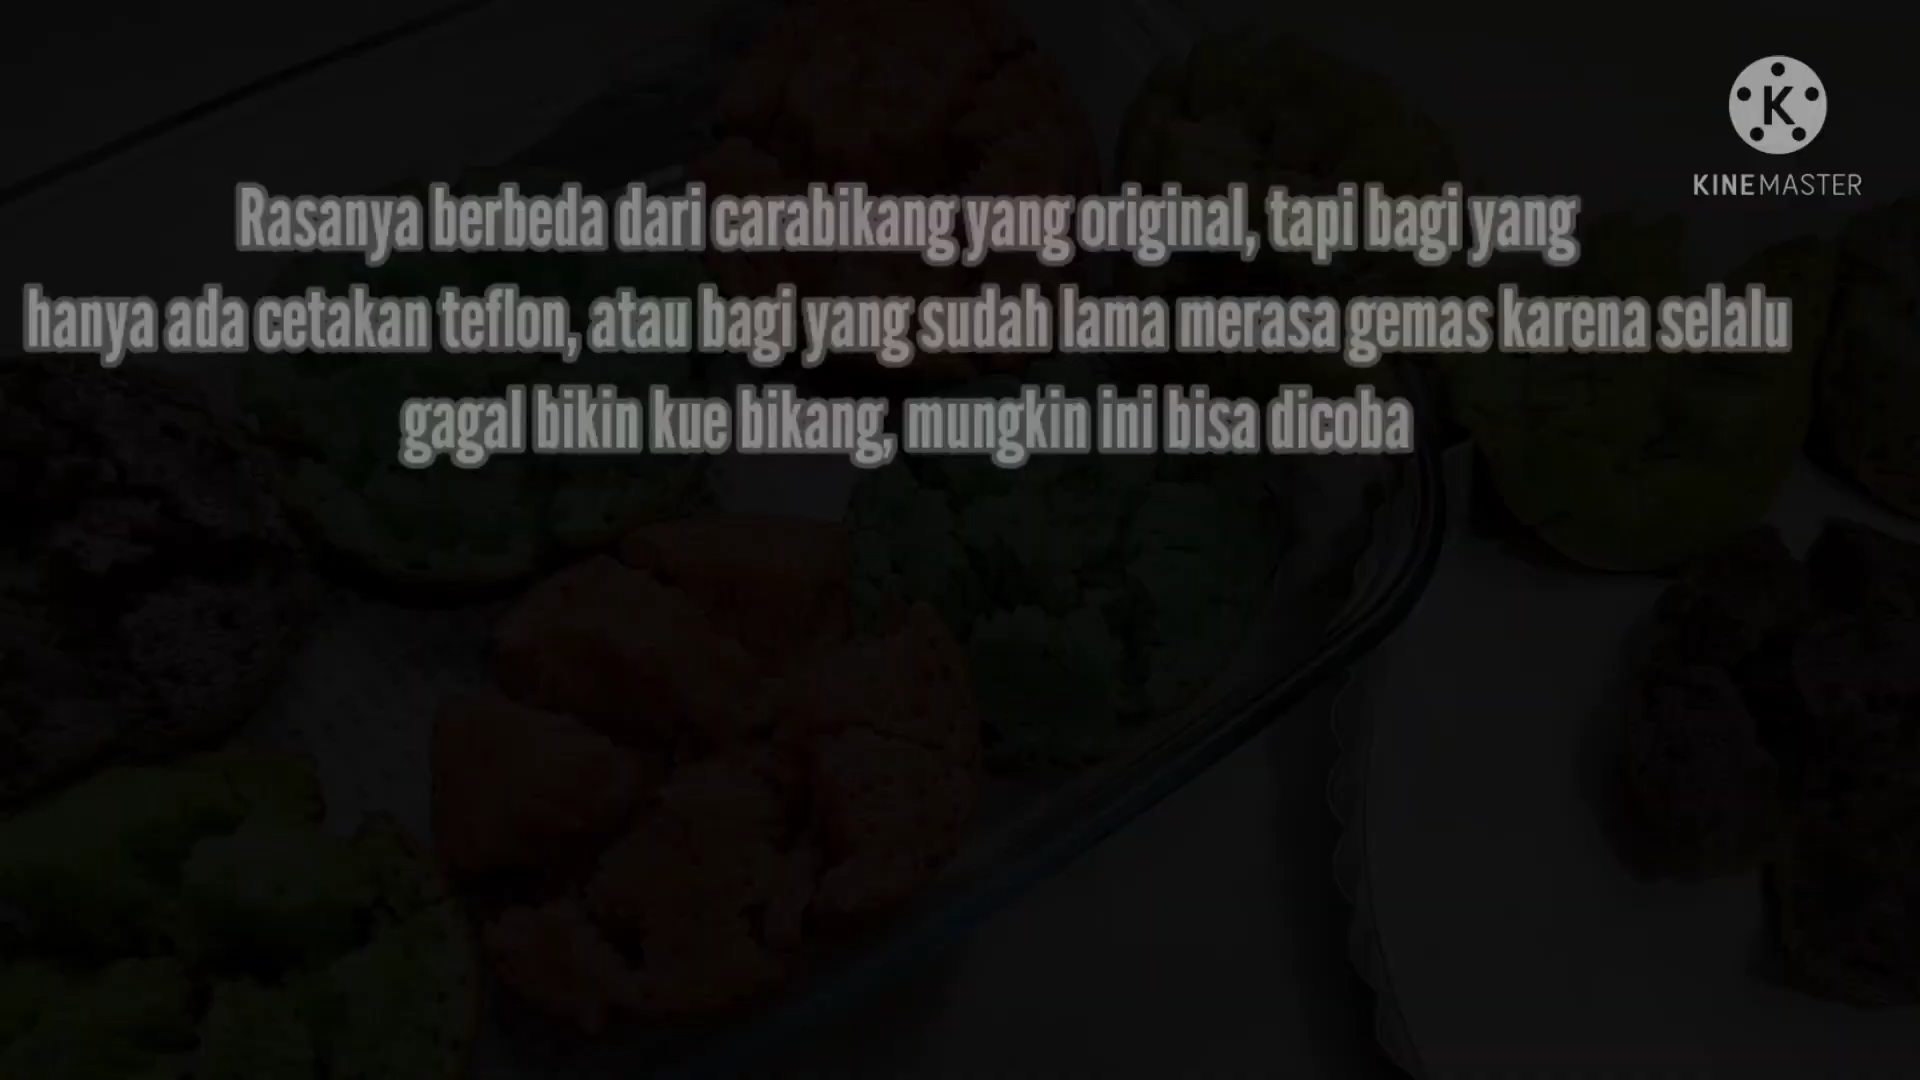 K
KINEMASTER
Rasanya berbeda dari carabikang yang original, tapi bagi yang
hanya ada cetakan teflon, atau bagi yang sudah lama merasa gemas karena selalu
gagal bikin kue bikang, mungkin ini bisa dicoba